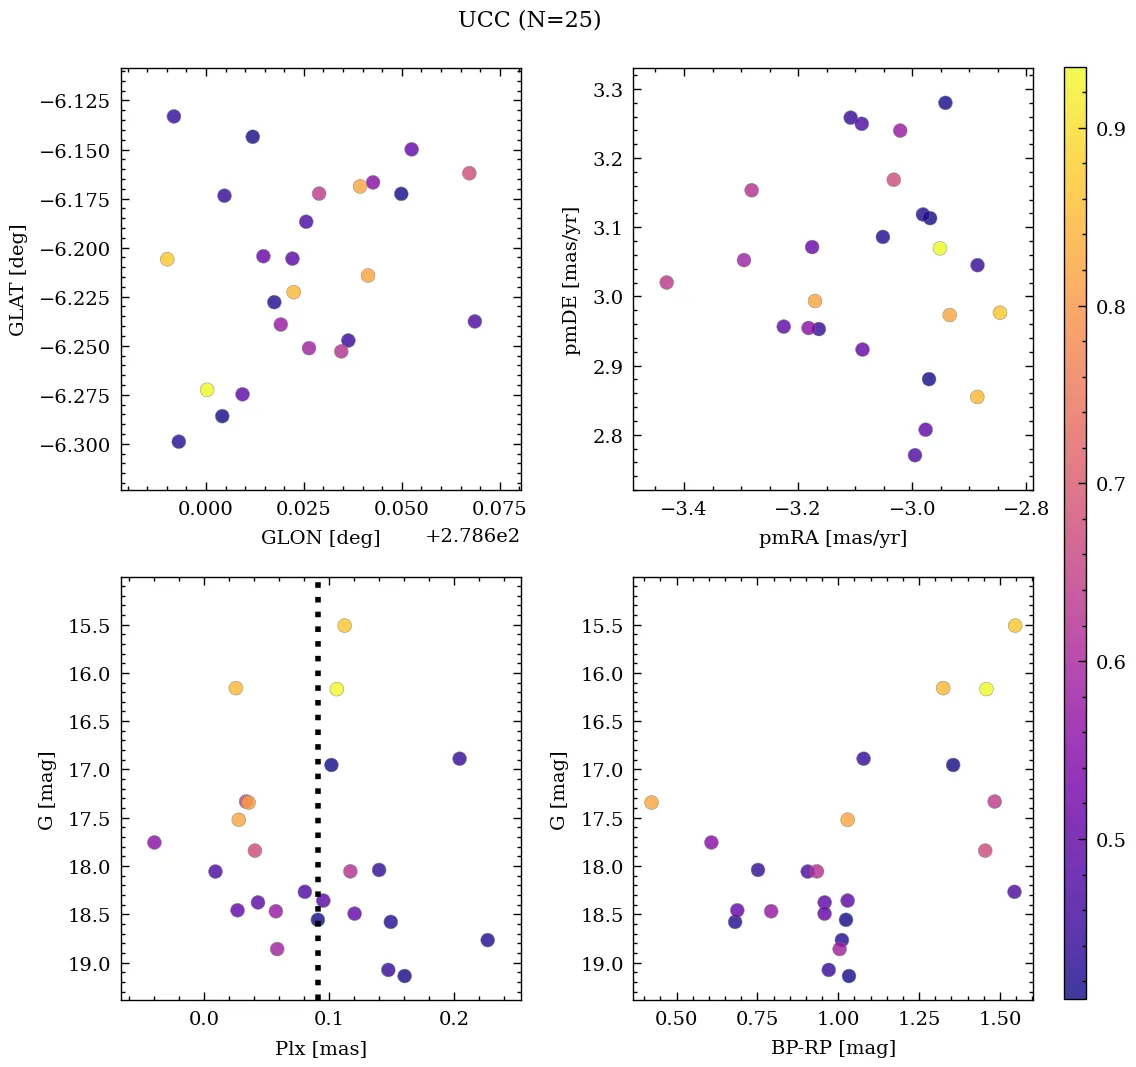 UCC (N=25)
−6.125
−6.150
−6.175
−6.200
−6.225
−6.250
−6.275
−6.300
GLAT [deg]
0.000 0.025 0.050 0.075
GLON [deg] +2.786e2
3.3
3.2
3.1
3.0
2.9
2.8
pmDE [mas/yr]
−3.4 −3.2 −3.0 −2.8
pmRA [mas/yr]
15.5
16.0
16.5
17.0
17.5
18.0
18.5
19.0
G [mag]
0.0 0.1 0.2
Plx [mas]
15.5
16.0
16.5
17.0
17.5
18.0
18.5
19.0
G [mag]
0.50 0.75 1.00 1.25 1.50
BP-RP [mag]
0.9
0.8
0.7
0.6
0.5